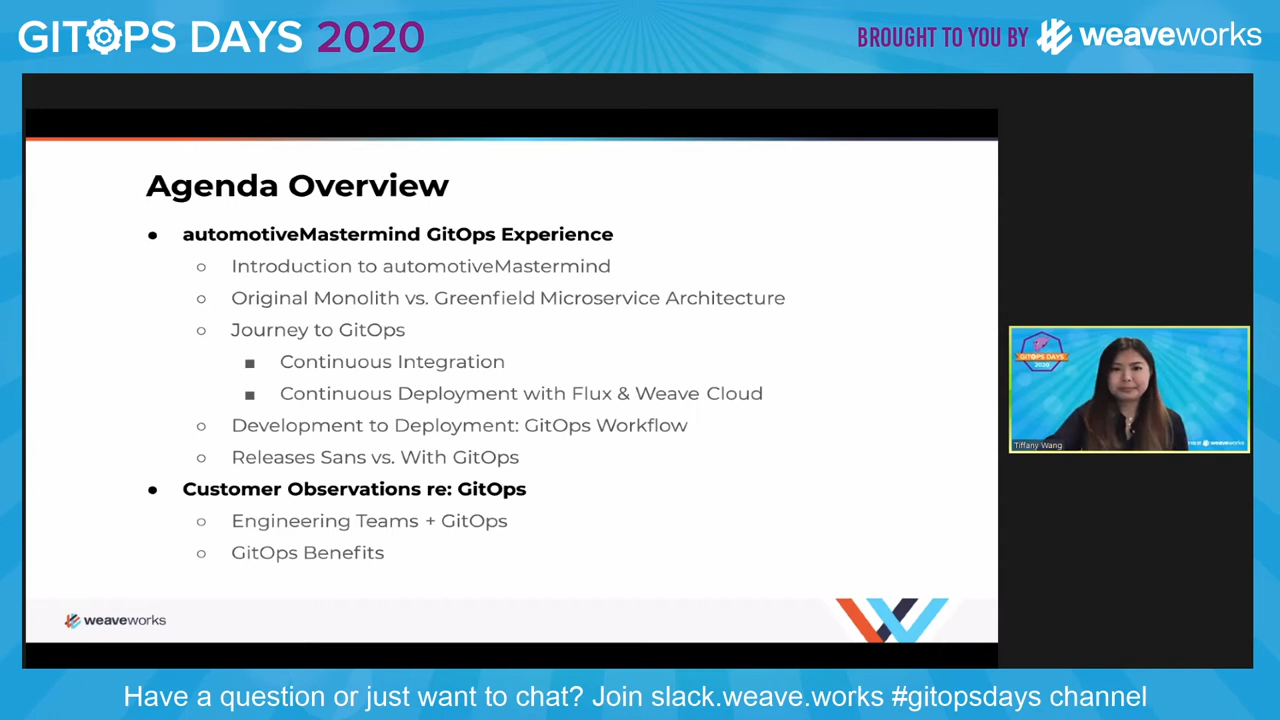 GITOPS DAYS 2020
BROUGHT TO YOU BY weaveworks
Agenda Overview
● automotiveMastermind GitOps Experience
○ Introduction to automotiveMastermind
○ Original Monolith vs. Greenfield Microservice Architecture
○ Journey to GitOps
■ Continuous Integration
■ Continuous Deployment with Flux & Weave Cloud
○ Development to Deployment: GitOps Workflow
○ Releases Sans vs. With GitOps
● Customer Observations re: GitOps
○ Engineering Teams + GitOps
○ GitOps Benefits
weaveworks
GITOPS DAYS
2020
Tiffany Wang
weaveworks
Have a question or just want to chat? Join slack.weave.works #gitopsdays channel